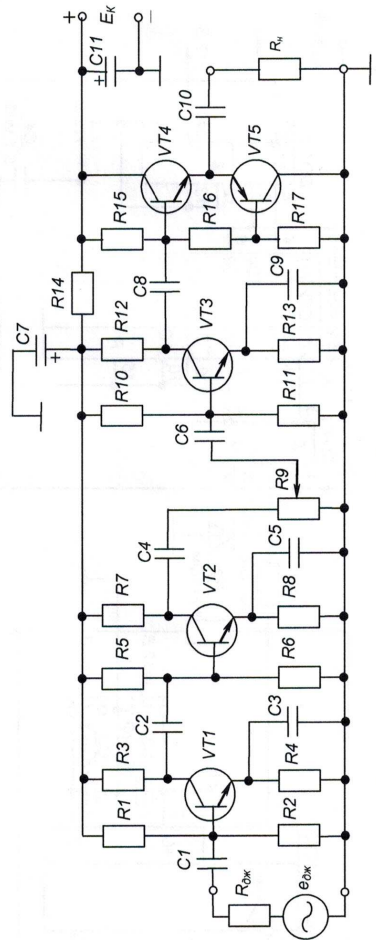 C7
R14
+
E_K
–
+
C11
+
R1
R3
R5
R7
R10
R12
R15
C2
C4
C8
VT4
C10
VT1
VT2
C6
VT3
R16
VT5
R_н
C1
R_дж
e_дж
R2
R4
C3
R6
R8
C5
R9
R11
R13
C9
R17